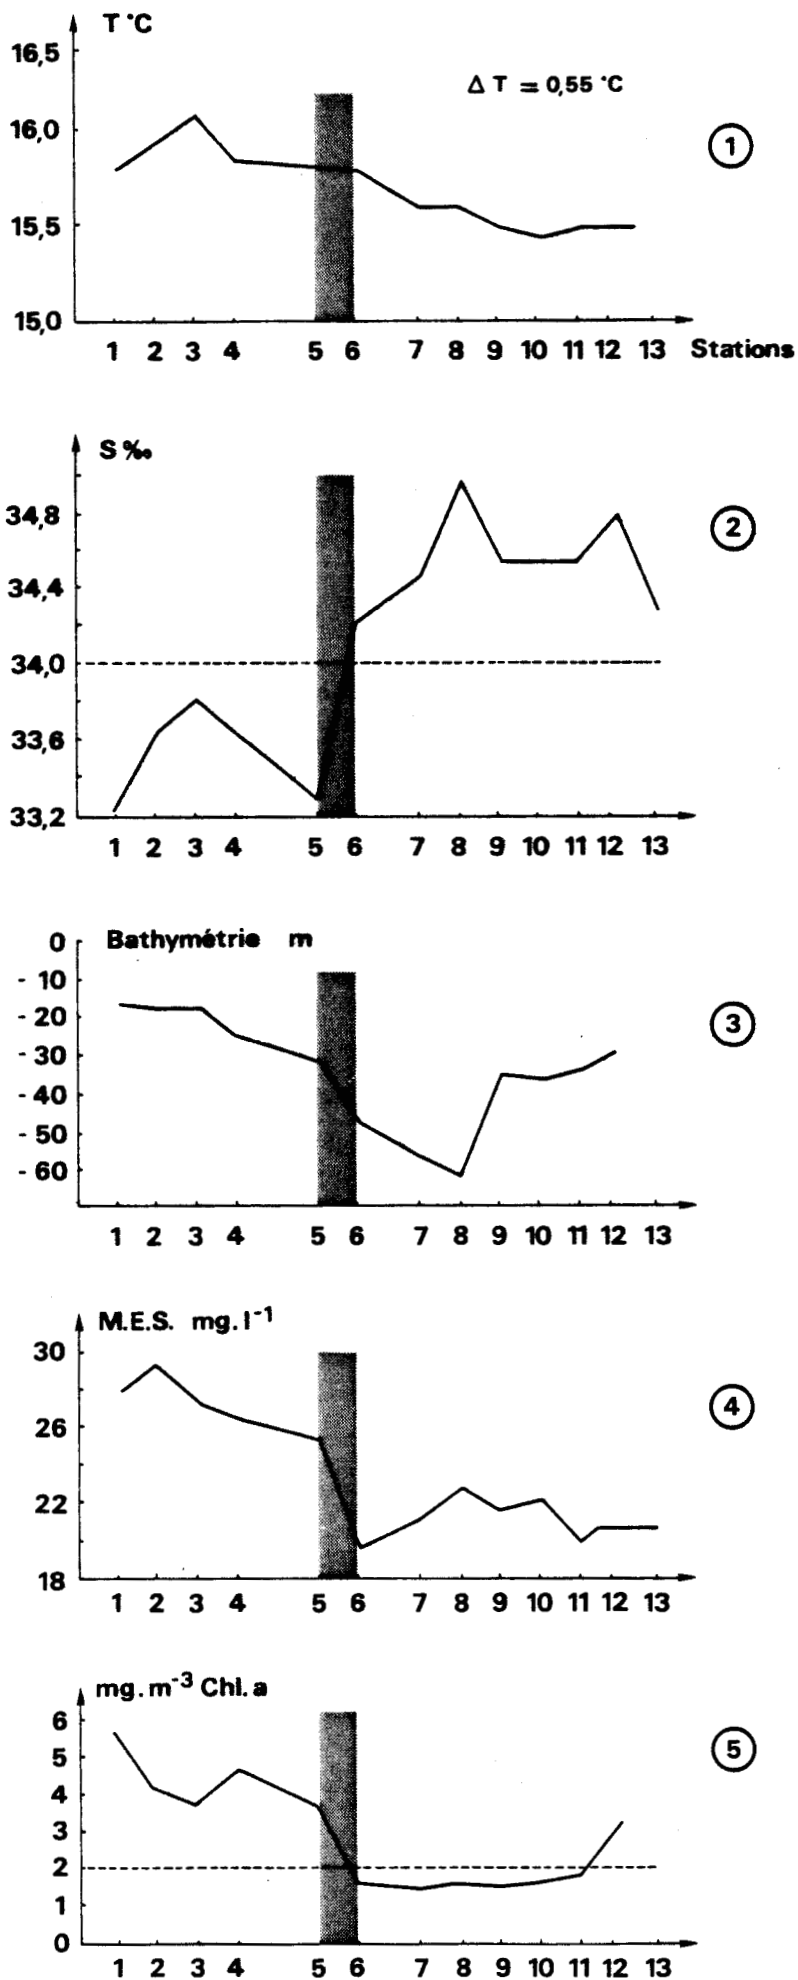 T °C
16,5
Δ T = 0,55 °C
16,0
1
15,5
15,0
1 2 3 4 5 6 7 8 9 10 11 12 13 Stations
S ‰
34,8
2
34,4
34,0
33,6
33,2
1 2 3 4 5 6 7 8 9 10 11 12 13
Bathymétrie m
0
- 10
- 20
3
- 30
- 40
- 50
- 60
1 2 3 4 5 6 7 8 9 10 11 12 13
M.E.S. mg.l⁻¹
30
4
26
22
18
1 2 3 4 5 6 7 8 9 10 11 12 13
mg.m⁻³ Chl.a
6
5
5
4
3
2
1
0
1 2 3 4 5 6 7 8 9 10 11 12 13